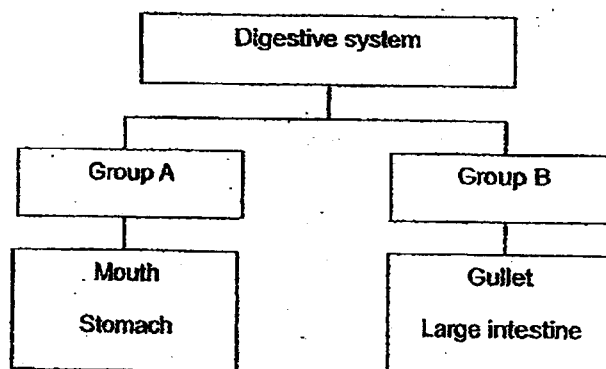 Digestive system
Group A
Group B
Mouth
Stomach
Gullet
Large intestine